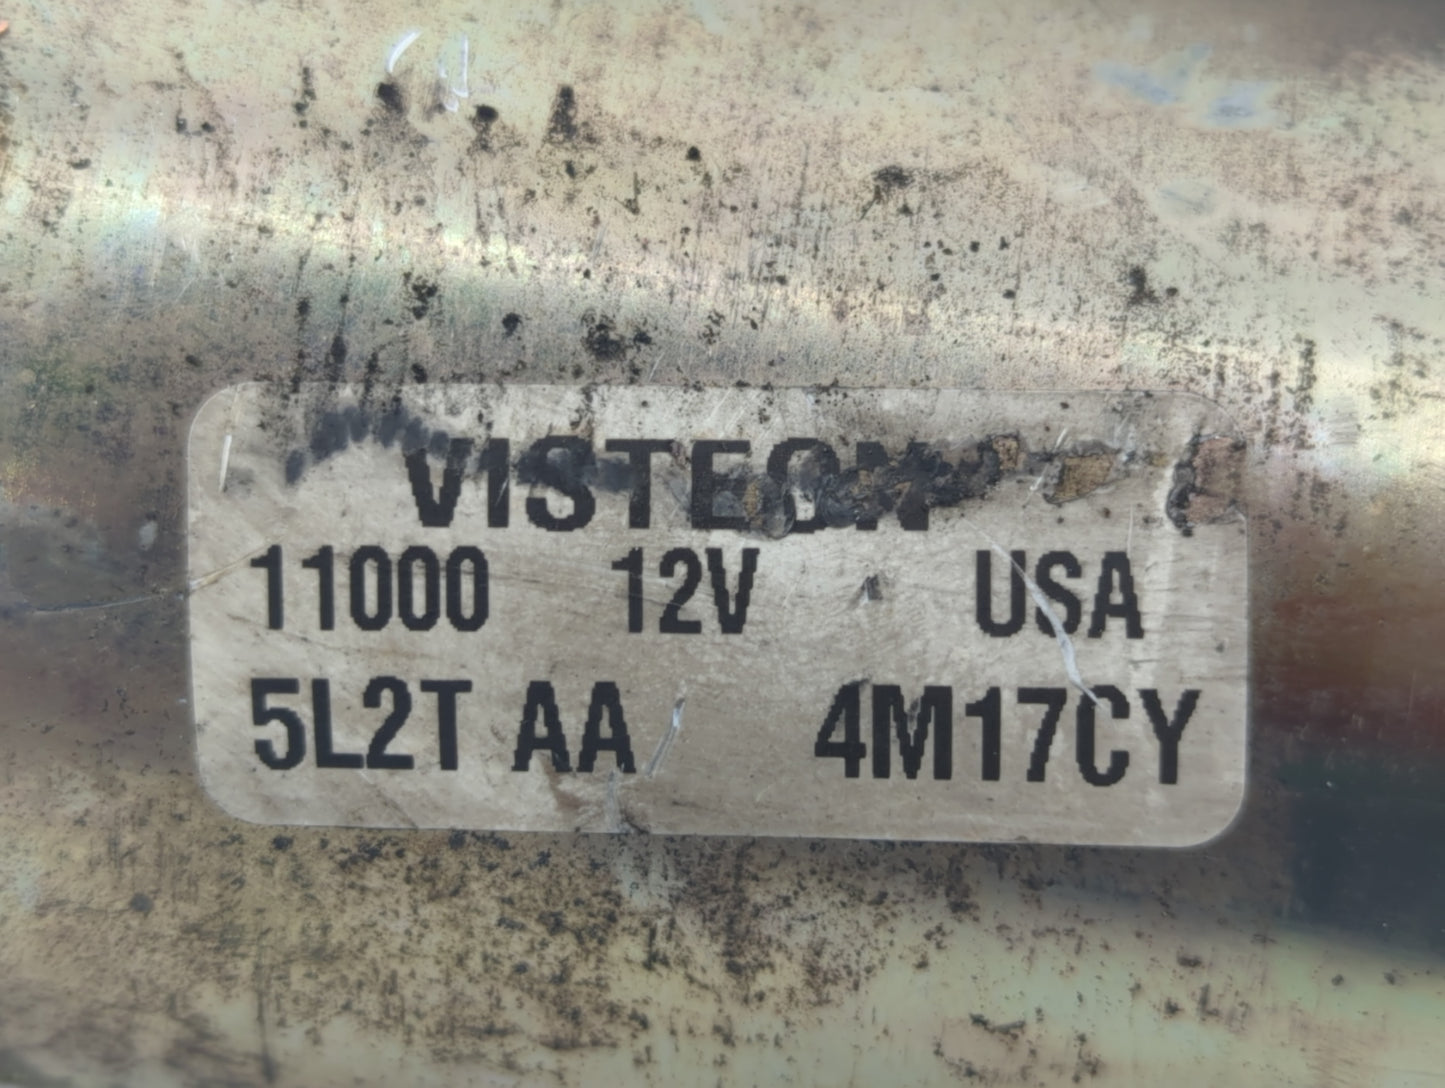 VISTEON
11000 12V USA
5L2T AA 4M17CY